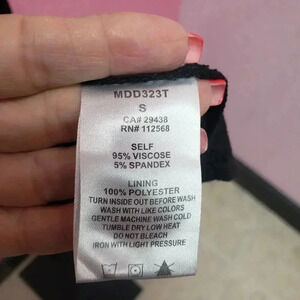 MDD323T
S
CA# 29438
RN# 112568
SELF
95% VISCOSE
5% SPANDEX
LINING
100% POLYESTER
TURN INSIDE OUT BEFORE WASH
WASH WITH LIKE COLORS
GENTLE MACHINE WASH COLD
TUMBLE DRY LOW HEAT
DO NOT BLEACH
IRON WITH LIGHT PRESSURE